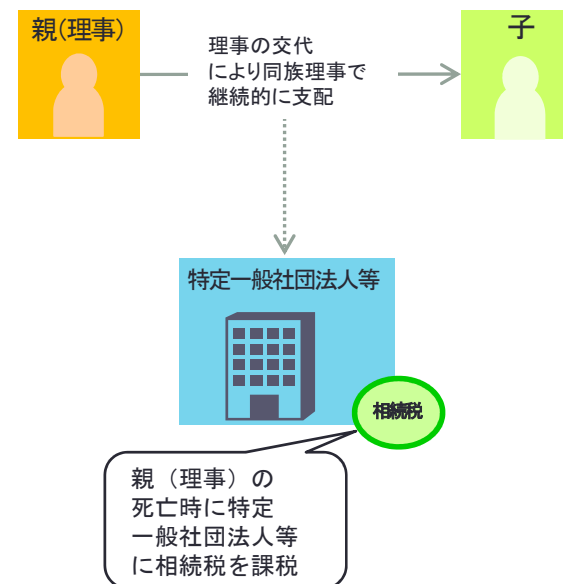 親(理事)
子
理事の交代
により同族理事で
継続的に支配
特定一般社団法人等
相続税
親（理事）の
死亡時に特定
一般社団法人等
に相続税を課税